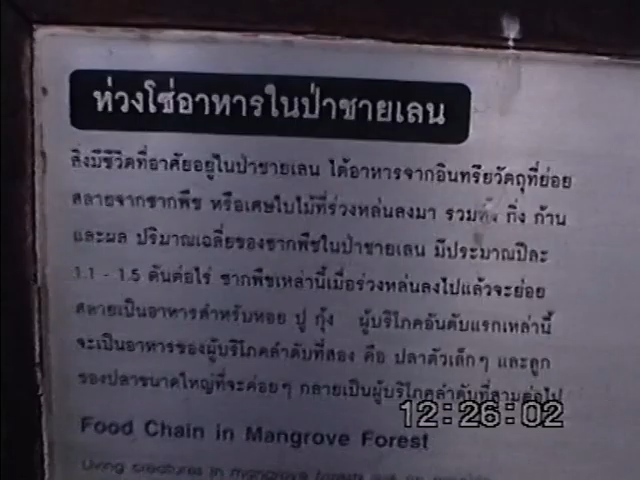 ห่วงโซ่อาหารในป่าชายเลน
สิ่งมีชีวิตที่อาศัยอยู่ในป่าชายเลน ได้อาหารจากอินทรียวัตถุที่ย่อย
สลายจากซากพืช หรือเศษใบไม้ที่ร่วงหล่นลงมา รวมทั้ง กิ่ง ก้าน
และผล ปริมาณเฉลี่ยของซากพืชในป่าชายเลน มีประมาณปีละ
1.1 - 1.5 ตันต่อไร่ ซากพืชเหล่านี้เมื่อร่วงหล่นลงไปแล้วจะย่อย
สลายเป็นอาหารสำหรับหอย ปู กุ้ง ผู้บริโภคอันดับแรกเหล่านี้
จะเป็นอาหารของผู้บริโภคลำดับที่สอง คือ ปลาตัวเล็กๆ และลูก
ของปลาขนาดใหญ่ที่จะค่อยๆ กลายเป็นผู้บริโภคลำดับที่สามต่อไป
12:26:02
Food Chain in Mangrove Forest
Living creatures in mangrove forests